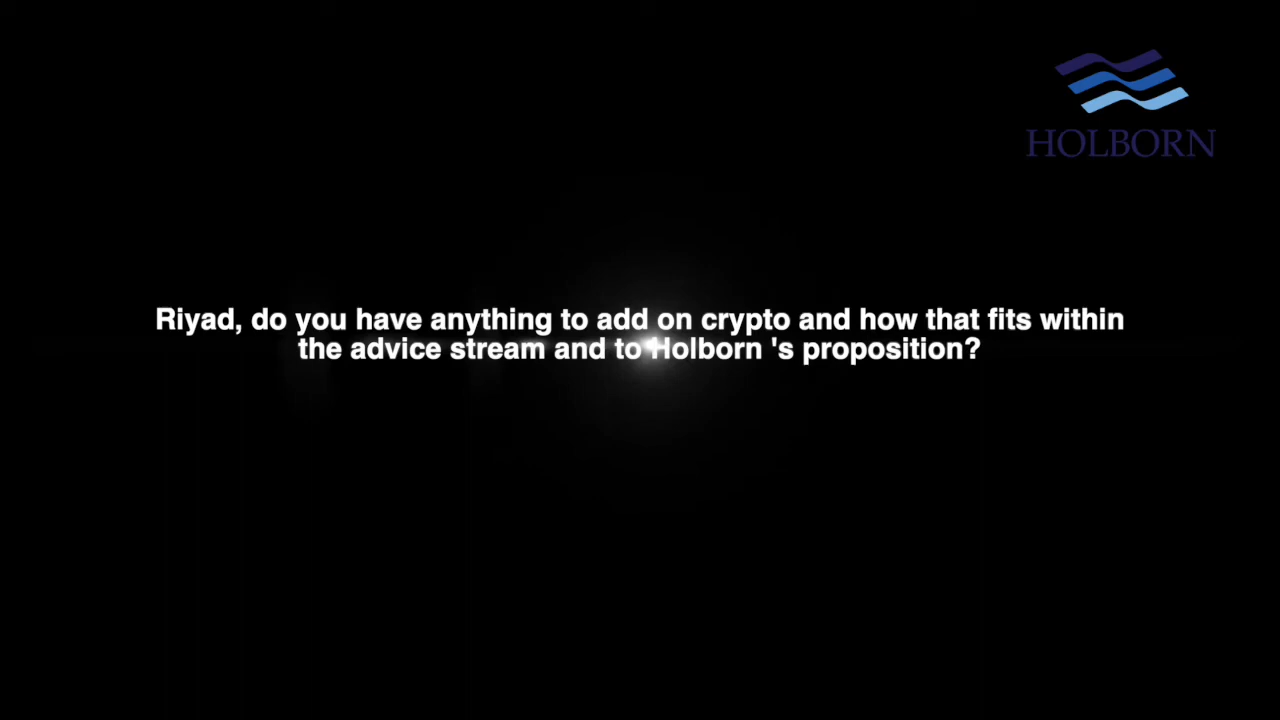 HOLBORN
Riyad, do you have anything to add on crypto and how that fits within
the advice stream and to Holborn 's proposition?